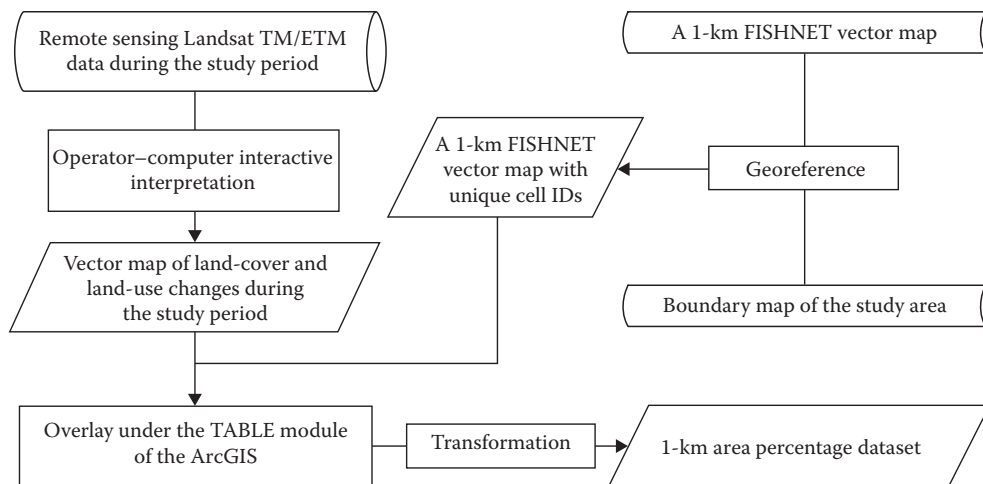 Remote sensing Landsat TM/ETM
data during the study period
A 1-km FISHNET vector map
Operator–computer interactive
interpretation
A 1-km FISHNET
vector map with
unique cell IDs
Georeference
Vector map of land-cover and
land-use changes during
the study period
Boundary map of the study area
Overlay under the TABLE module
of the ArcGIS
Transformation
1-km area percentage dataset